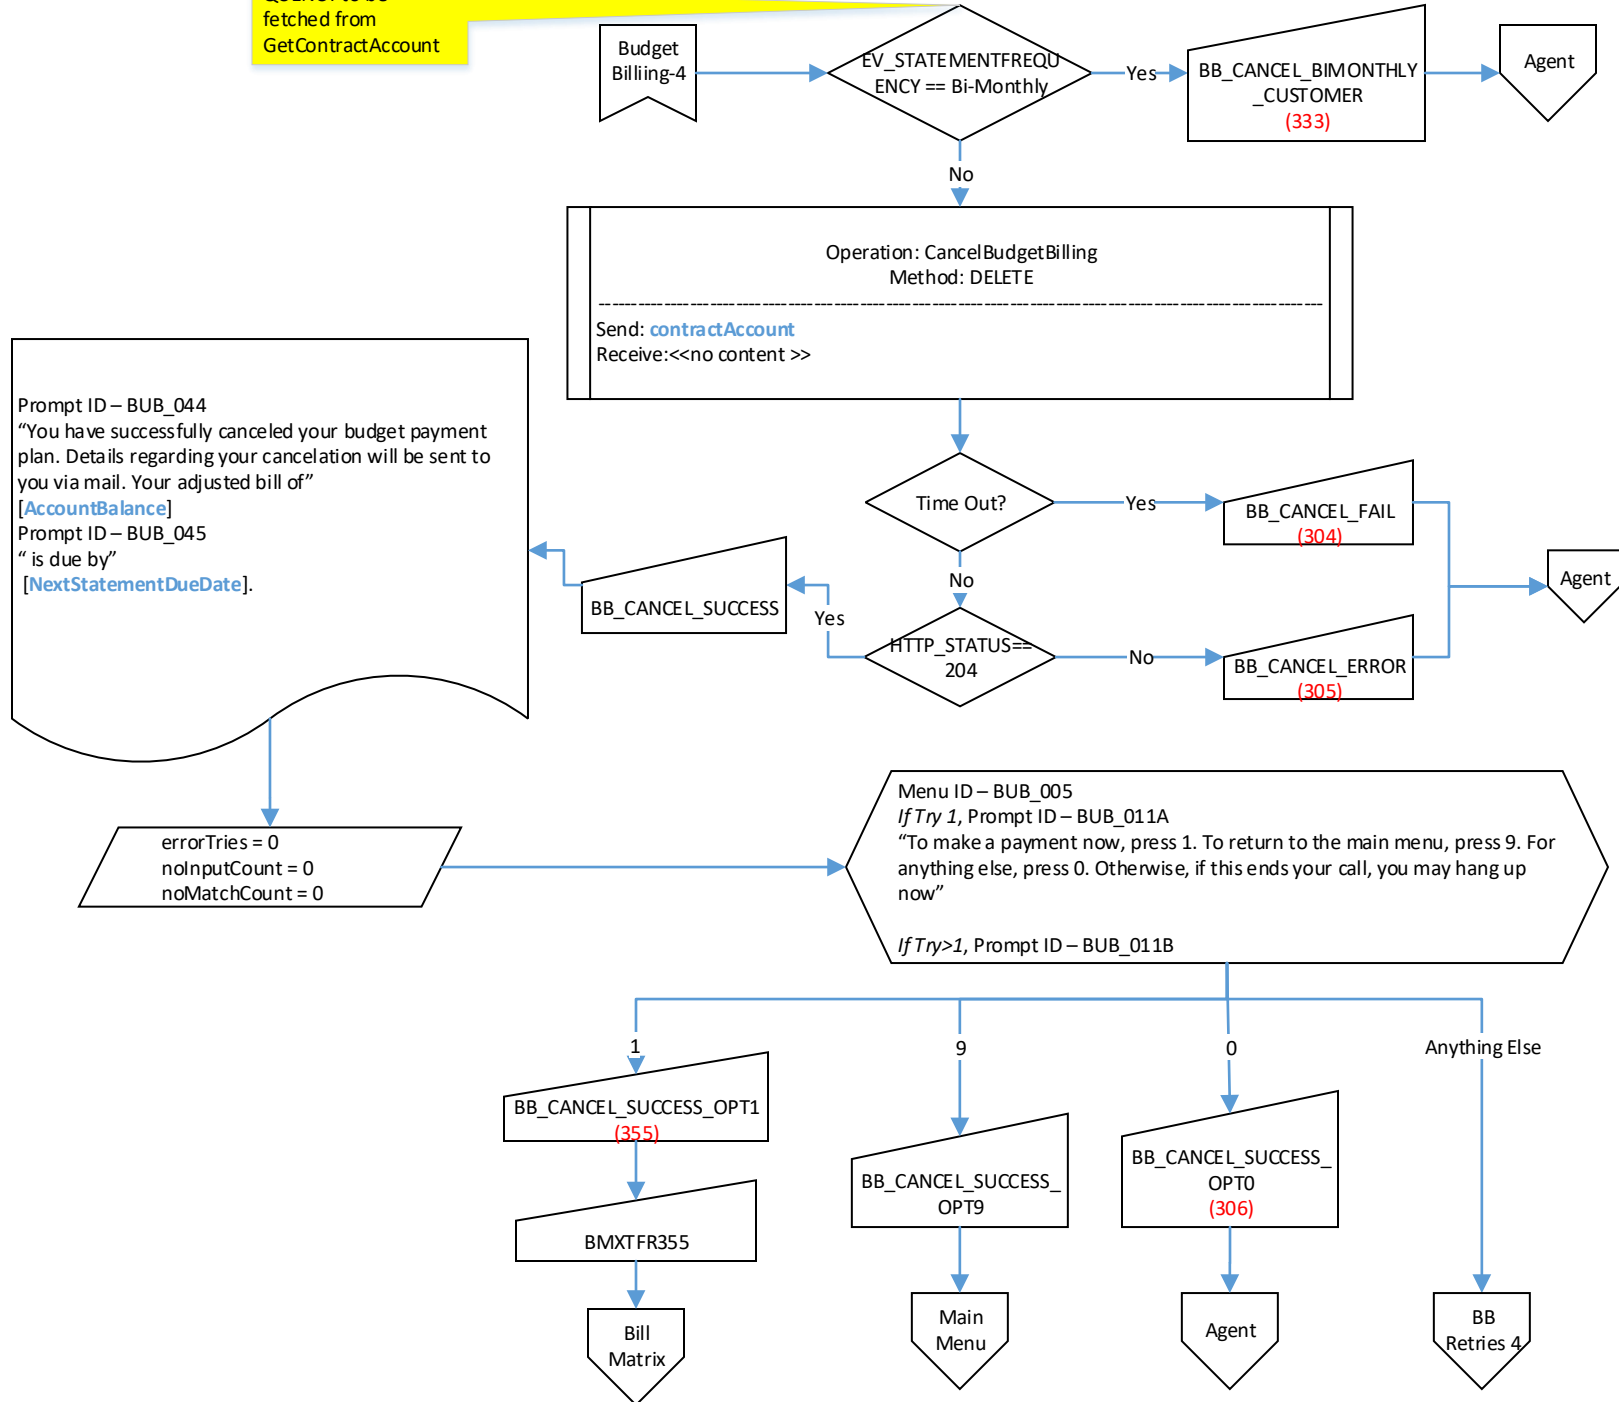 fetched from
GetContractAccount
Budget
Billiing-4
EV_STATEMENTFREQU
ENCY == Bi-Monthly
Yes
BB_CANCEL_BIMONTHLY
_CUSTOMER
(333)
Agent
No
Operation: CancelBudgetBilling
Method: DELETE
Send: contractAccount
Receive:<<no content >>
Prompt ID – BUB_044
“You have successfully canceled your budget payment
plan. Details regarding your cancelation will be sent to
you via mail. Your adjusted bill of”
[AccountBalance]
Prompt ID – BUB_045
“ is due by”
[NextStatementDueDate].
Time Out?
Yes
BB_CANCEL_FAIL
(304)
Agent
No
BB_CANCEL_SUCCESS
Yes
HTTP_STATUS==
204
No
BB_CANCEL_ERROR
(305)
errorTries = 0
noInputCount = 0
noMatchCount = 0
Menu ID – BUB_005
If Try 1, Prompt ID – BUB_011A
“To make a payment now, press 1. To return to the main menu, press 9. For
anything else, press 0. Otherwise, if this ends your call, you may hang up
now”
If Try>1, Prompt ID – BUB_011B
1
9
0
Anything Else
BB_CANCEL_SUCCESS_OPT1
(355)
BB_CANCEL_SUCCESS_
OPT9
BB_CANCEL_SUCCESS_
OPT0
(306)
BMXTFR355
Bill
Matrix
Main
Menu
Agent
BB
Retries 4